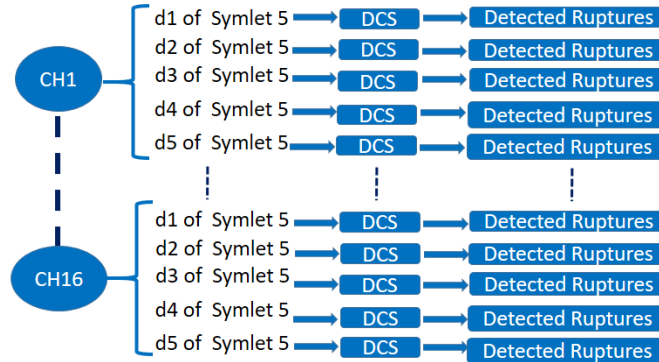 d1 of Symlet 5 DCS Detected Ruptures
d2 of Symlet 5 DCS Detected Ruptures
CH1 d3 of Symlet 5 DCS Detected Ruptures
d4 of Symlet 5 DCS Detected Ruptures
d5 of Symlet 5 DCS Detected Ruptures
d1 of Symlet 5 DCS Detected Ruptures
d2 of Symlet 5 DCS Detected Ruptures
CH16 d3 of Symlet 5 DCS Detected Ruptures
d4 of Symlet 5 DCS Detected Ruptures
d5 of Symlet 5 DCS Detected Ruptures